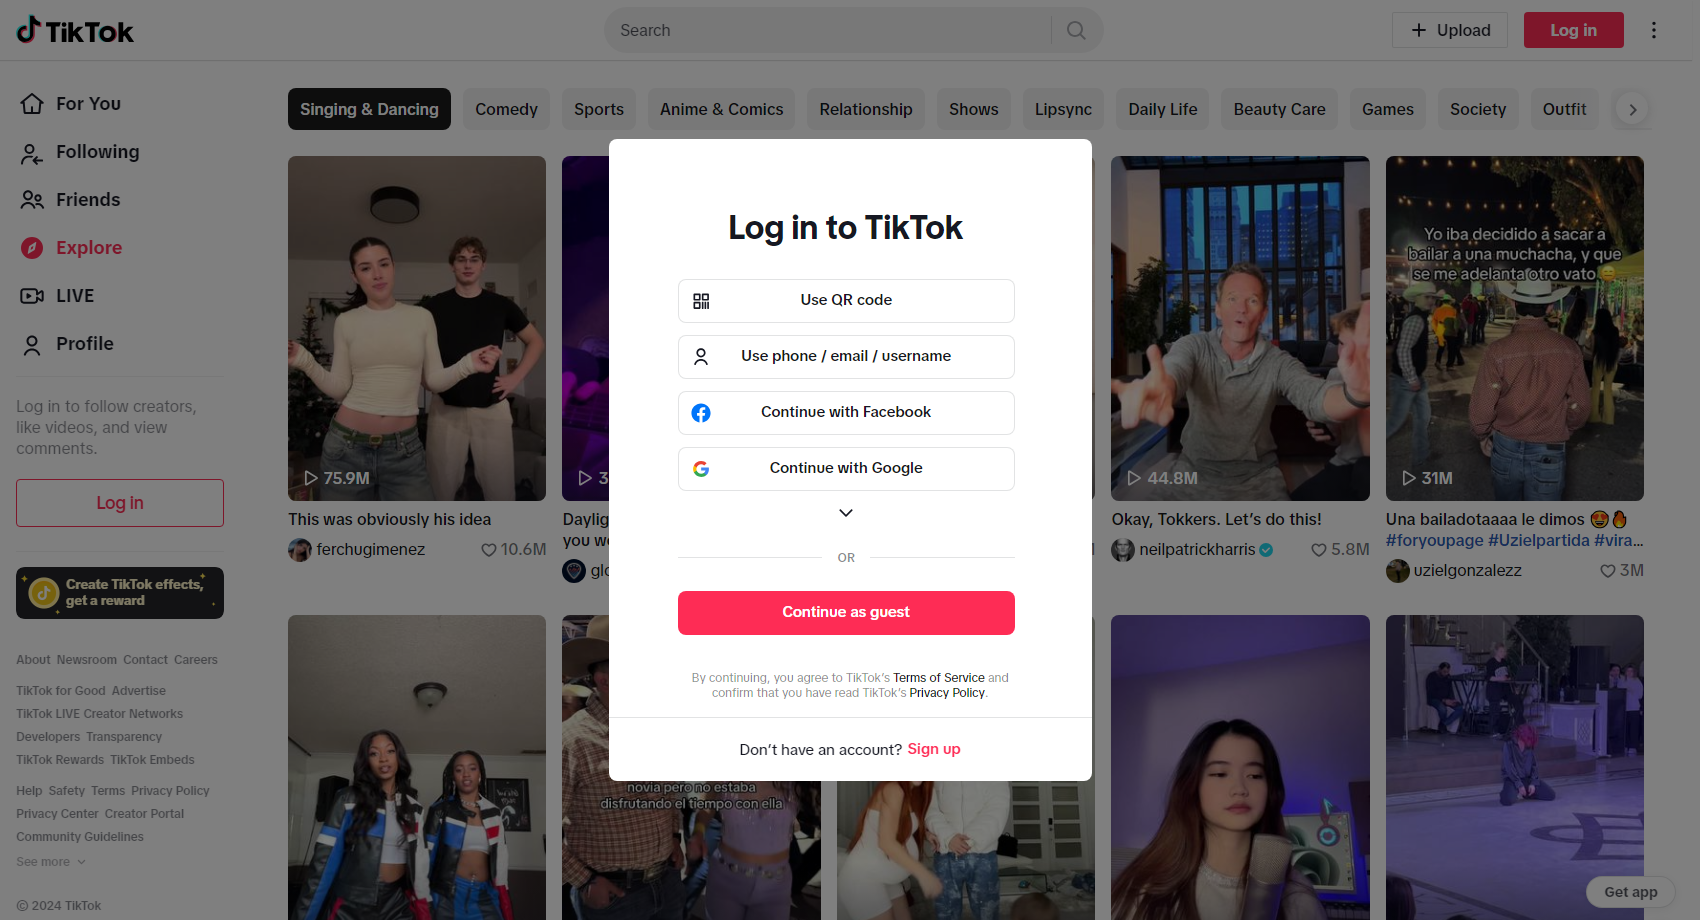 TikTok
Search
Upload
Log in
For You
Following
Friends
Explore
LIVE
Profile
Log in to follow creators,
like videos, and view
comments.
Log in
Create TikTok effects,
get a reward
About Newsroom Contact Careers
TikTok for Good Advertise
TikTok LIVE Creator Networks
Developers Transparency
TikTok Rewards TikTok Embeds
Help Safety Terms Privacy Policy
Privacy Center Creator Portal
Community Guidelines
See more
© 2024 TikTok
Singing & Dancing Comedy Sports Anime & Comics Relationship Shows Lipsync Daily Life Beauty Care Games Society Outfit
75.9M
This was obviously his idea
ferchugimenez 10.6M
Log in to TikTok
Use QR code
Use phone / email / username
Continue with Facebook
Continue with Google
OR
Continue as guest
By continuing, you agree to TikTok's Terms of Service and
confirm that you have read TikTok's Privacy Policy.
Don't have an account? Sign up
44.8M
Okay, Tokkers. Let's do this!
neilpatrickharris 5.8M
Yo iba decidido a sacar a
bailar a una muchacha, y que
se me adelanta otro vato 😄
31M
Una bailadotaaaa le dimos 😍🔥
#foryoupage #Uzielpartida #vira...
uzielgonzalezz 3M
novia pero no estaba
disfrutando el tiempo con ella
Get app